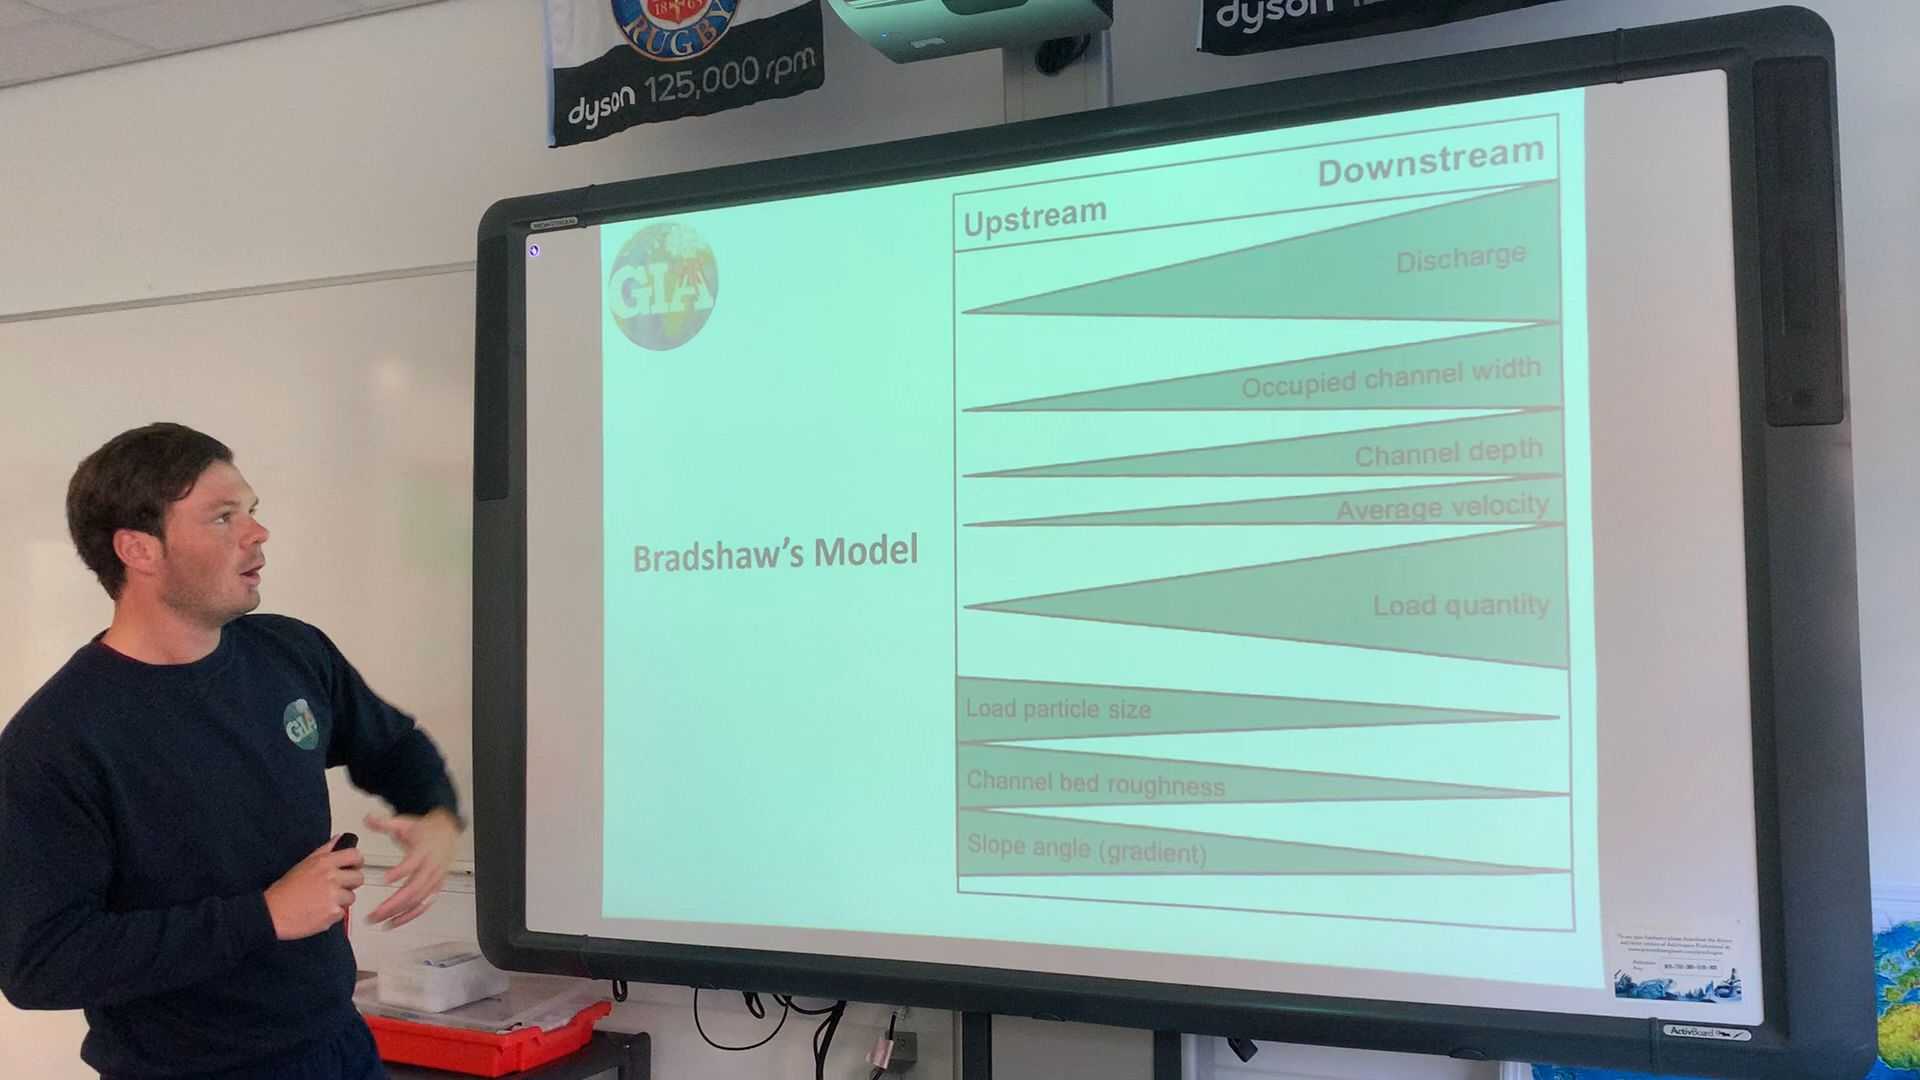 1865
RUGBY
dyson 125,000 rpm
dyson
GIA
Bradshaw's Model
Upstream
Downstream
Discharge
Occupied channel width
Channel depth
Average velocity
Load quantity
Load particle size
Channel bed roughness
Slope angle (gradient)
GIA
ActivBoard